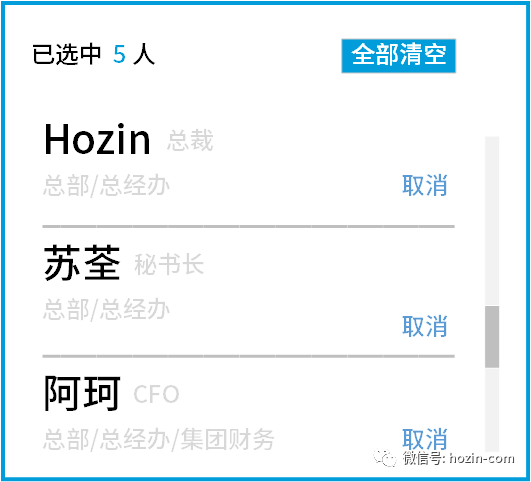 已选中 5 人 全部清空
Hozin 总裁
总部/总经办 取消
苏荃 秘书长
总部/总经办
取消
阿珂 CFO
总部/总经办/集团财务 取消
微信号: hozin-com